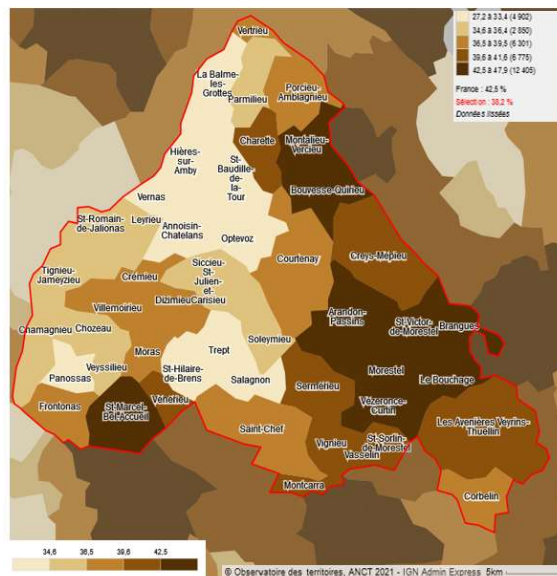 27,2 à 33,4 (4 902)
34,6 à 36,4 (2 850)
36,5 à 39,5 (6 301)
39,6 à 41,6 (6 775)
42,5 à 47,9 (12 405)
France : 42,5 %
Sélection : 38,2 %
Données lissées
Vertrieu
La Balme-
les-
Grottes
Parmilieu
Porcieu-
Amblagnieu
Charette
Montalieu-
Vercieu
Hières-
sur-
Amby
St-
Baudille-
de-la-
Tour
Bouvesse-Quirieu
Vernas
St-Romain-
de-Jalionas
Leyrieu
Annoisin-
Chatelans
Optevoz
Creys-Mépieu
Siccieu-
St-
Julien-
et-
Carisieu
Courtenay
Tignieu-
Jameyzieu
Crémieu
Dizimieu
Villemoirieu
Arandon-
Passins
St-Victor-
de-Morestel
Brangues
Chamagnieu
Chozeau
Soleymieu
Moras
Trept
Veyssilieu
St-Hilaire-
de-Brens
Panossas
Salagnon
Morestel
Le Bouchage
Sermérieu
Vézeronce-
Curtin
Vénérieu
Frontonas
St-Marcel-
Bel-Accueil
Saint-Chef
Les Avenières Veyrins-
Thuellin
St-Sorlin-
de-Morestel
Vignieu
Vasselin
Montcarra
Corbelin
34,6 36,5 39,6 42,5
© Observatoire des territoires, ANCT 2021 - IGN Admin Express 5km